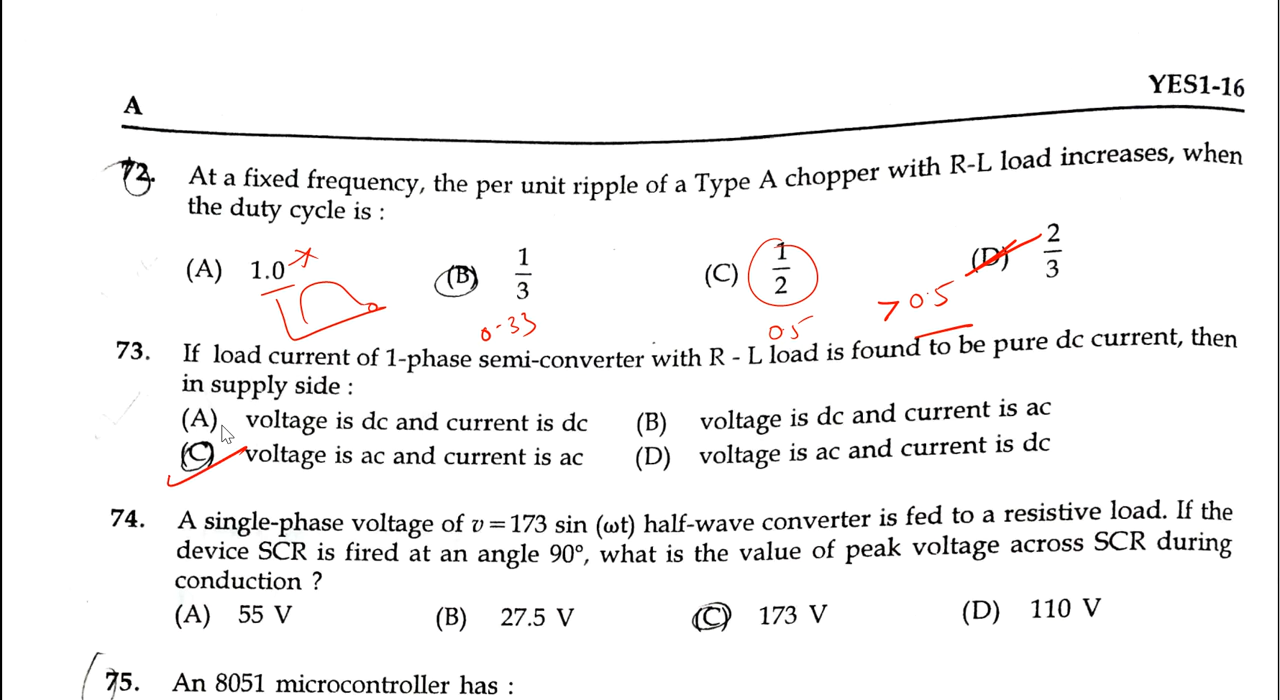 YES1-16
A
72. At a fixed frequency, the per unit ripple of a Type A chopper with R-L load increases, when
the duty cycle is :
(A) 1.0 (B) 1/3 (C) 1/2 (D) 2/3
0.33 0.5 > 0.5
73. If load current of 1-phase semi-converter with R - L load is found to be pure dc current, then
in supply side :
(A) voltage is dc and current is dc (B) voltage is dc and current is ac
(C) voltage is ac and current is ac (D) voltage is ac and current is dc
74. A single-phase voltage of v = 173 sin (ωt) half-wave converter is fed to a resistive load. If the
device SCR is fired at an angle 90°, what is the value of peak voltage across SCR during
conduction ?
(A) 55 V (B) 27.5 V (C) 173 V (D) 110 V
75. An 8051 microcontroller has :